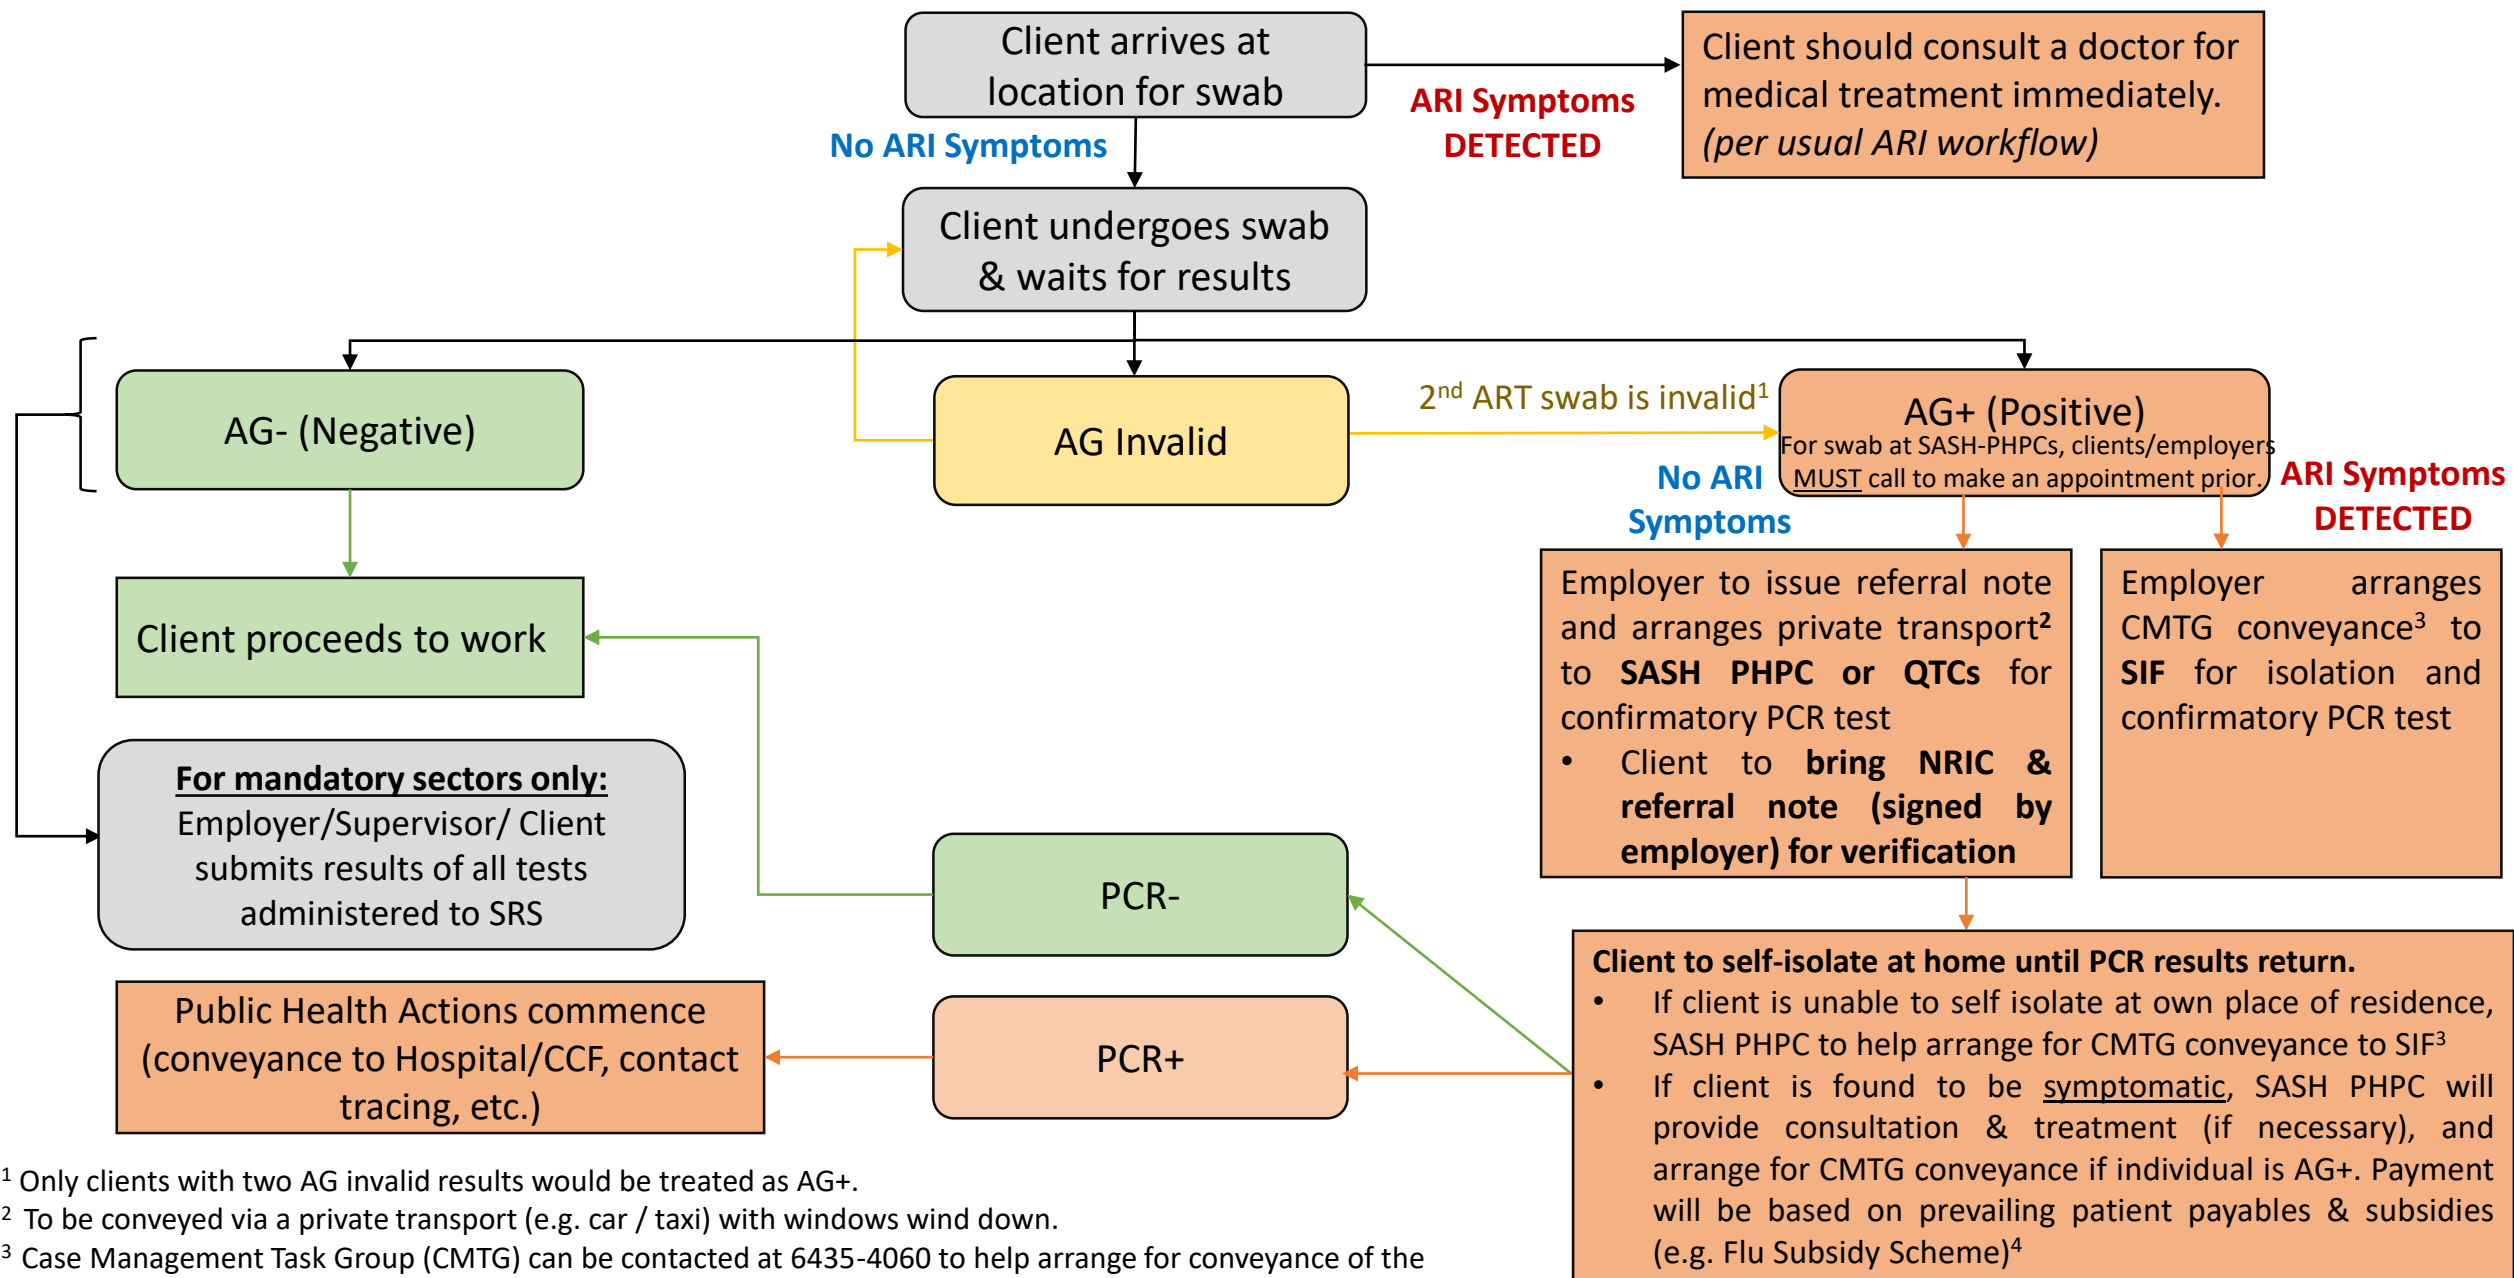 Client arrives at
location for swab
Client should consult a doctor for
medical treatment immediately.
(per usual ARI workflow)
ARI Symptoms
DETECTED
No ARI Symptoms
Client undergoes swab
& waits for results
AG- (Negative)
AG Invalid
2nd ART swab is invalid1
AG+ (Positive)
For swab at SASH-PHPCs, clients/employers
MUST call to make an appointment prior.
No ARI
Symptoms
ARI Symptoms
DETECTED
Client proceeds to work
Employer to issue referral note
and arranges private transport2
to SASH PHPC or QTCs for
confirmatory PCR test
• Client to bring NRIC &
referral note (signed by
employer) for verification
Employer arranges
CMTG conveyance3 to
SIF for isolation and
confirmatory PCR test
For mandatory sectors only:
Employer/Supervisor/ Client
submits results of all tests
administered to SRS
PCR-
Client to self-isolate at home until PCR results return.
• If client is unable to self isolate at own place of residence,
SASH PHPC to help arrange for CMTG conveyance to SIF3
• If client is found to be symptomatic, SASH PHPC will
provide consultation & treatment (if necessary), and
arrange for CMTG conveyance if individual is AG+. Payment
will be based on prevailing patient payables & subsidies
(e.g. Flu Subsidy Scheme)4
PCR+
Public Health Actions commence
(conveyance to Hospital/CCF, contact
tracing, etc.)
1 Only clients with two AG invalid results would be treated as AG+.
2 To be conveyed via a private transport (e.g. car / taxi) with windows wind down.
3 Case Management Task Group (CMTG) can be contacted at 6435-4060 to help arrange for conveyance of the